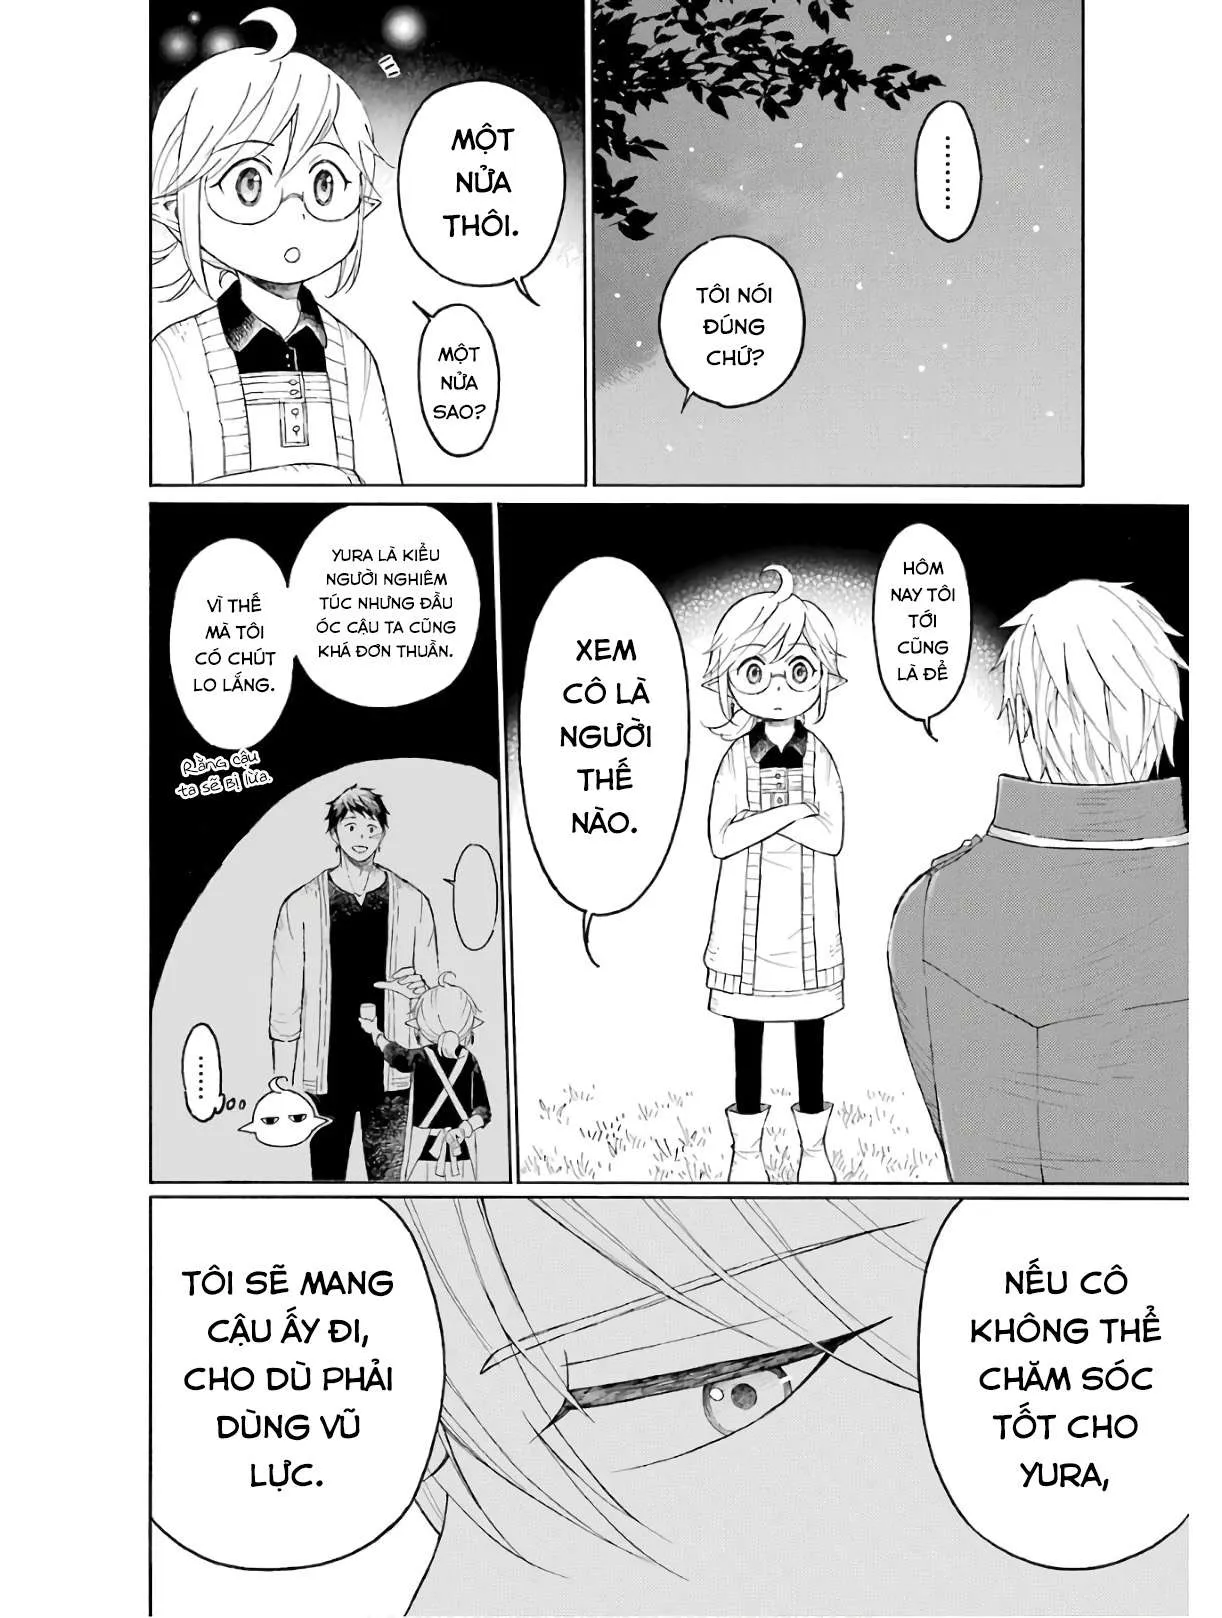 ………
TÔI NÓI
ĐÚNG
CHỨ?
MỘT
NỬA
THÔI.
MỘT
NỬA
SAO?
HÔM
NAY TÔI
TỚI
CŨNG
LÀ ĐỂ
XEM
CÔ LÀ
NGƯỜI
THẾ
NÀO.
YURA LÀ KIỂU
NGƯỜI NGHIÊM
TÚC NHƯNG ĐẦU
ÓC CẬU TA CŨNG
KHÁ ĐƠN THUẦN.
VÌ THẾ
MÀ TÔI
CÓ CHÚT
LO LẮNG.
Rằng cậu
ta sẽ bị lừa.
………
NẾU CÔ
KHÔNG THỂ
CHĂM SÓC
TỐT CHO
YURA,
TÔI SẼ MANG
CẬU ẤY ĐI,
CHO DÙ PHẢI
DÙNG VŨ
LỰC.